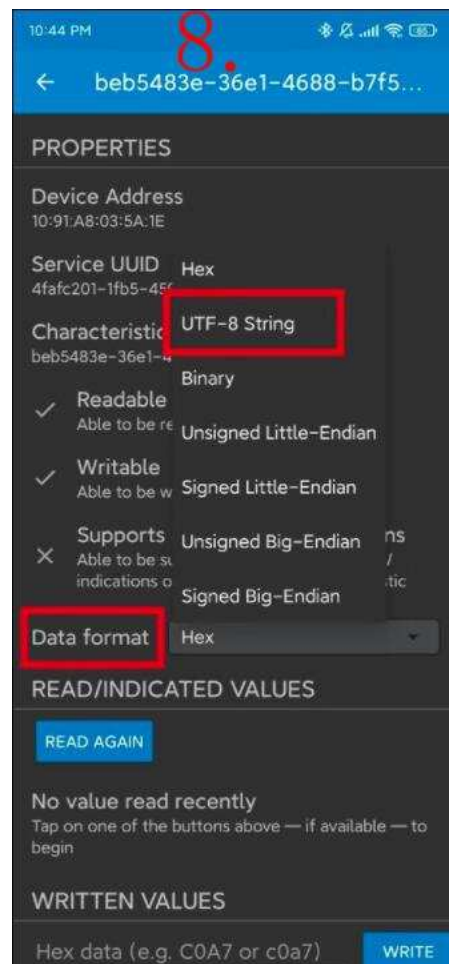 10:44 PM
8.
85
beb5483e-36e1-4688-b7f5...
PROPERTIES
Device Address
10:91:A8:03:5A:1E
Service UUID
4fafc201-1fb5-459
Hex
UTF-8 String
Characteristic
beb5483e-36e1-4
Binary
Readable
Able to be re
Unsigned Little-Endian
Writable
Able to be w
Signed Little-Endian
Supports
ns
Unsigned Big-Endian
Able to be su
/
indications o
tic
Signed Big-Endian
Data format
Hex
READ/INDICATED VALUES
READ AGAIN
No value read recently
Tap on one of the buttons above — if available — to
begin
WRITTEN VALUES
Hex data (e.g. C0A7 or c0a7)
WRITE